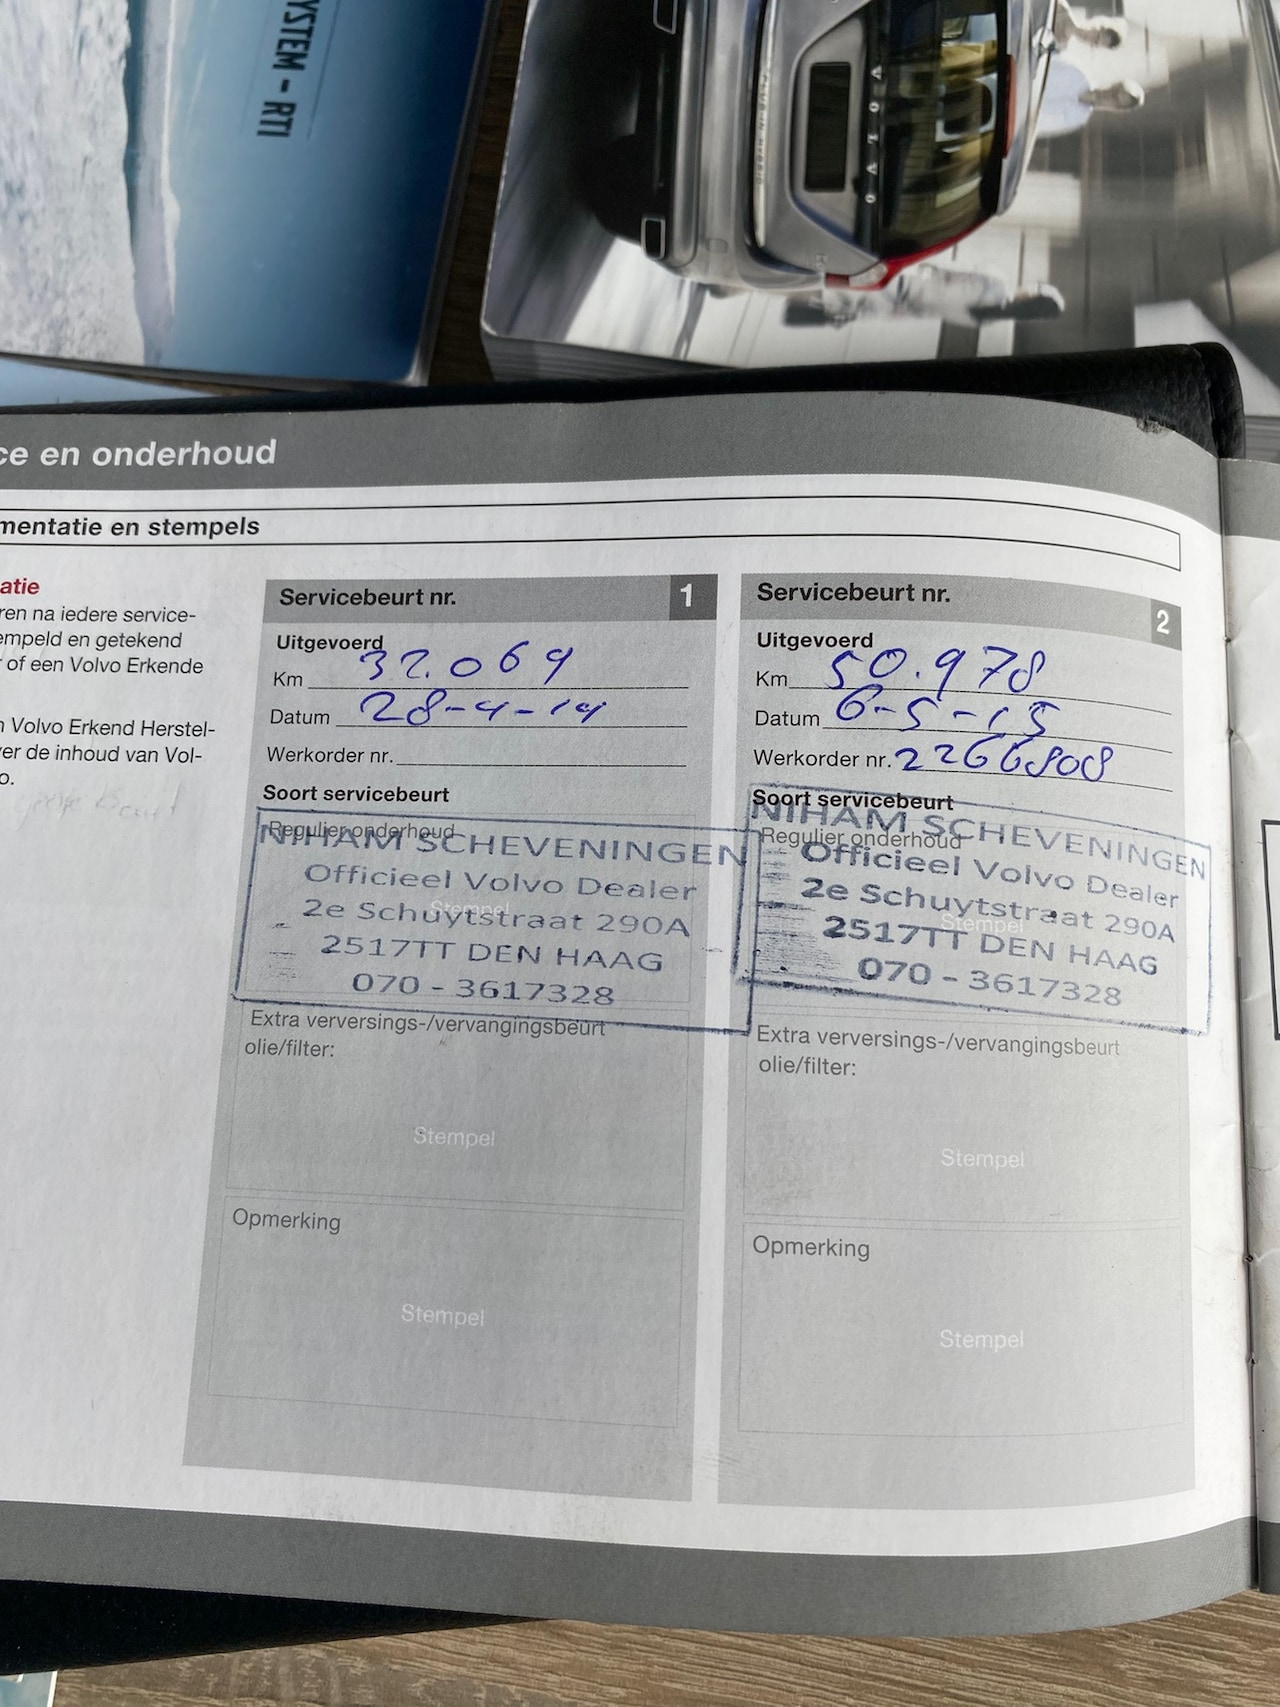 YSTEM - RTI
VOLVO
ce en onderhoud
mentatie en stempels
atie
ren na iedere service-
empeld en getekend
r of een Volvo Erkende
n Volvo Erkend Herstel-
ver de inhoud van Vol-
o.
Servicebeurt nr. 1
Uitgevoerd
Km 32.069
Datum 28-4-14
Werkorder nr.
Soort servicebeurt
Regulier onderhoud
NIHAM SCHEVENINGEN
Officieel Volvo Dealer
Stempel
2e Schuytstraat 290A
2517TT DEN HAAG
070 - 3617328
Extra verversings-/vervangingsbeurt
olie/filter:
Stempel
Opmerking
Stempel
Servicebeurt nr. 2
Uitgevoerd
Km 50.978
Datum 6-5-15
Werkorder nr. 2266808
Soort servicebeurt
Regulier onderhoud
NIHAM SCHEVENINGEN
Officieel Volvo Dealer
2e Schuytstraat 290A
Stempel
2517TT DEN HAAG
070 - 3617328
Extra verversings-/vervangingsbeurt
olie/filter:
Stempel
Opmerking
Stempel